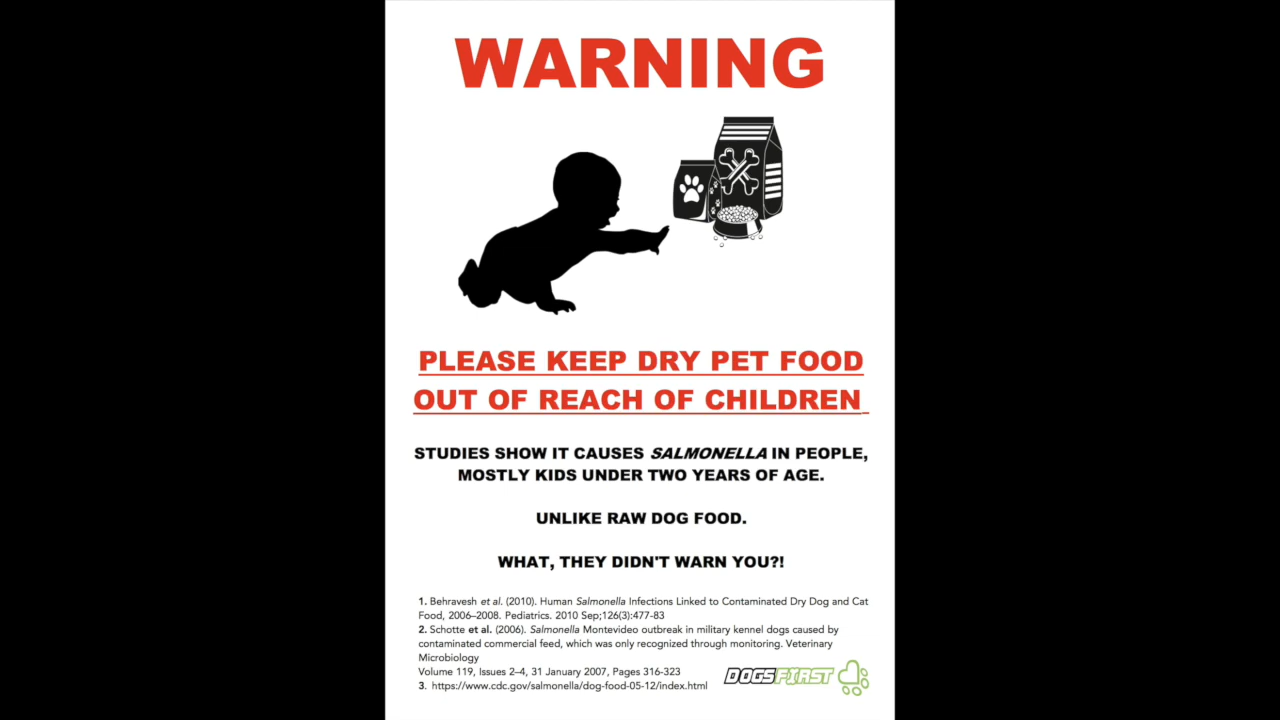 WARNING
PLEASE KEEP DRY PET FOOD
OUT OF REACH OF CHILDREN
STUDIES SHOW IT CAUSES SALMONELLA IN PEOPLE,
MOSTLY KIDS UNDER TWO YEARS OF AGE.
UNLIKE RAW DOG FOOD.
WHAT, THEY DIDN'T WARN YOU?!
1. Behravesh et al. (2010). Human Salmonella Infections Linked to Contaminated Dry Dog and Cat
Food, 2006–2008. Pediatrics. 2010 Sep;126(3):477-83
2. Schotte et al. (2006). Salmonella Montevideo outbreak in military kennel dogs caused by
contaminated commercial feed, which was only recognized through monitoring. Veterinary
Microbiology
Volume 119, Issues 2–4, 31 January 2007, Pages 316-323
3. https://www.cdc.gov/salmonella/dog-food-05-12/index.html
DOGSFIRST